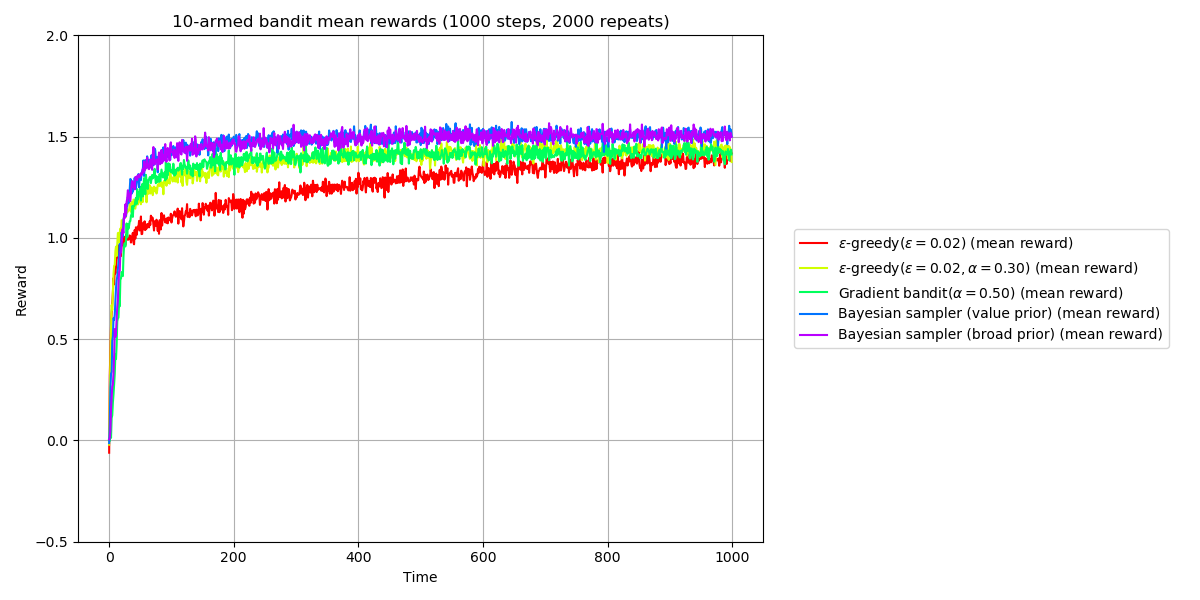 10-armed bandit mean rewards (1000 steps, 2000 repeats)
2.0
1.5
1.0
0.5
0.0
−0.5
Reward
0 200 400 600 800 1000
Time
ε-greedy(ε = 0.02) (mean reward)
ε-greedy(ε = 0.02, α = 0.30) (mean reward)
Gradient bandit(α = 0.50) (mean reward)
Bayesian sampler (value prior) (mean reward)
Bayesian sampler (broad prior) (mean reward)